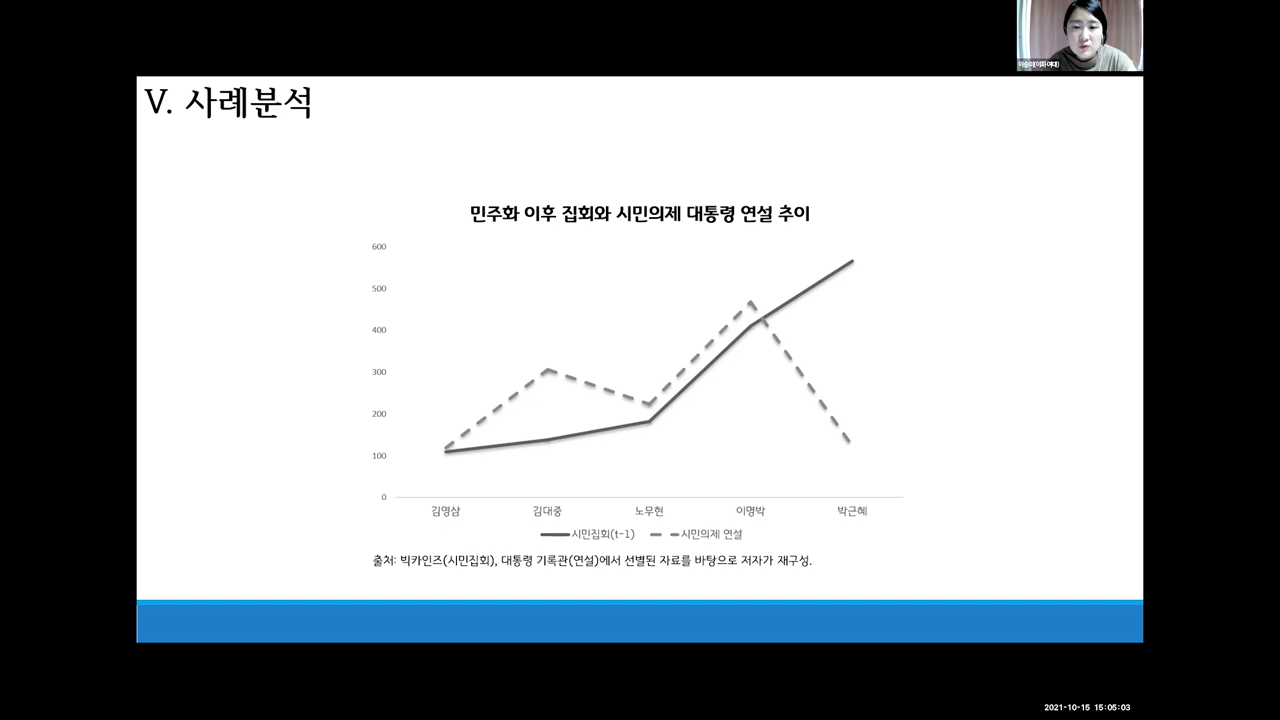 V. 사례분석
민주화 이후 집회와 시민의제 대통령 연설 추이
600
500
400
300
200
100
0
김영삼 김대중 노무현 이명박 박근혜
시민집회(t-1) 시민의제 연설
출처: 빅카인즈(시민집회), 대통령 기록관(연설)에서 선별된 자료를 바탕으로 저자가 재구성.
2021-10-15 15:05:03